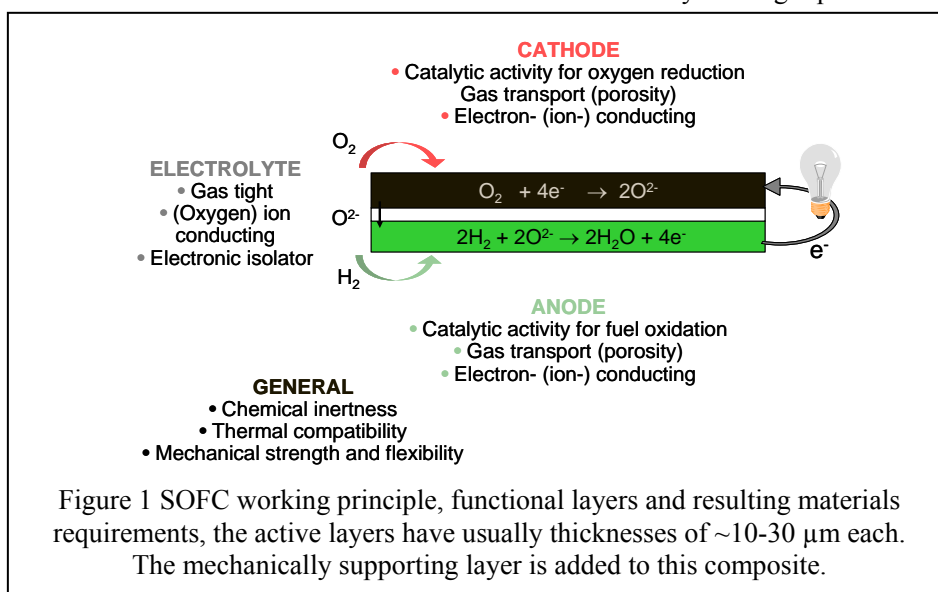 CATHODE
• Catalytic activity for oxygen reduction
Gas transport (porosity)
• Electron- (ion-) conducting
O₂
ELECTROLYTE
• Gas tight
• (Oxygen) ion
conducting
• Electronic isolator
O²⁻
O₂ + 4e⁻ → 2O²⁻
2H₂ + 2O²⁻ → 2H₂O + 4e⁻
e⁻
H₂
ANODE
• Catalytic activity for fuel oxidation
• Gas transport (porosity)
• Electron- (ion-) conducting
GENERAL
• Chemical inertness
• Thermal compatibility
• Mechanical strength and flexibility
Figure 1 SOFC working principle, functional layers and resulting materials
requirements, the active layers have usually thicknesses of ~10-30 µm each.
The mechanically supporting layer is added to this composite.